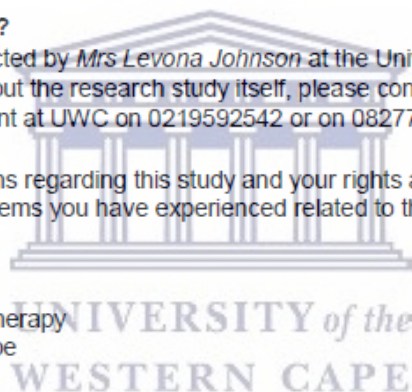 ?
cted by Mrs Levona Johnson at the Uni
out the research study itself, please con
nt at UWC on 0219592542 or on 08277
ns regarding this study and your rights a
ems you have experienced related to th
herapy
UNIVERSITY of the
pe
WESTERN CAPE